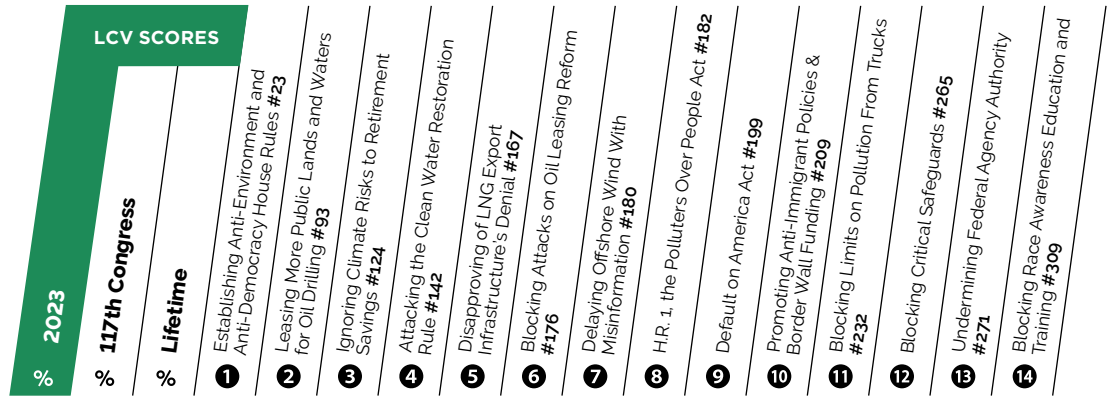 LCV SCORES
% 2023
% 117th Congress
% Lifetime
1 Establishing Anti-Environment and
Anti-Democracy House Rules #23
2 Leasing More Public Lands and Waters
for Oil Drilling #93
3 Ignoring Climate Risks to Retirement
Savings #124
4 Attacking the Clean Water Restoration
Rule #142
5 Disapproving of LNG Export
Infrastructure's Denial #167
6 Blocking Attacks on Oil Leasing Reform
#176
7 Delaying Offshore Wind With
Misinformation #180
8 H.R. 1, the Polluters Over People Act #182
9 Default on America Act #199
10 Promoting Anti-Immigrant Policies &
Border Wall Funding #209
11 Blocking Limits on Pollution From Trucks
#232
12 Blocking Critical Safeguards #265
13 Undermining Federal Agency Authority
#271
14 Blocking Race Awareness Education and
Training #309